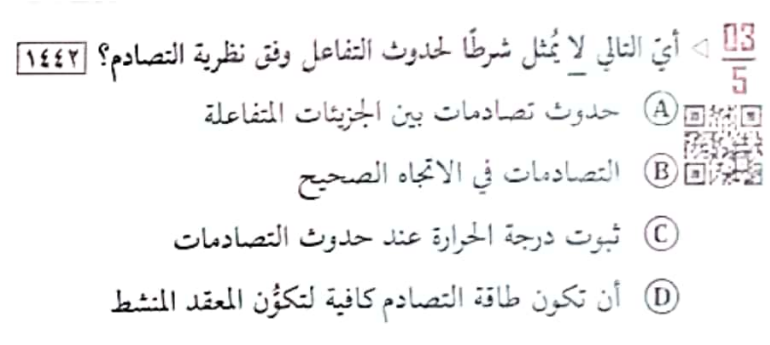 03
5
◁ أيّ التالي لا يُمثل شرطًا لحدوث التفاعل وفق نظرية التصادم؟ ١٤٤٢
A حدوث تصادمات بين الجزيئات المتفاعلة
B التصادمات في الاتجاه الصحيح
C ثبوت درجة الحرارة عند حدوث التصادمات
D أن تكون طاقة التصادم كافية لتكوُّن المعقد المنشط